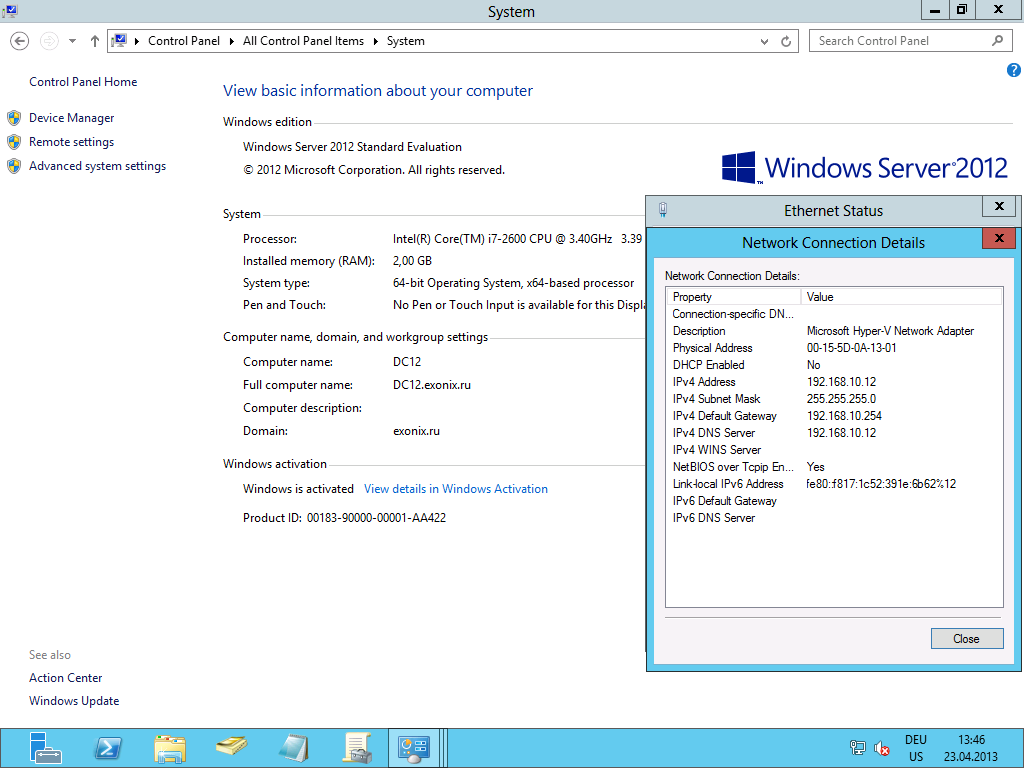 System
Control Panel
All Control Panel Items
System
Search Control Panel
Control Panel Home
Device Manager
Remote settings
Advanced system settings
See also
Action Center
Windows Update
View basic information about your computer
Windows edition
Windows Server 2012 Standard Evaluation
© 2012 Microsoft Corporation. All rights reserved.
Windows Server 2012
System
Processor: Intel(R) Core(TM) i7-2600 CPU @ 3.40GHz 3.39
Installed memory (RAM): 2,00 GB
System type: 64-bit Operating System, x64-based processor
Pen and Touch: No Pen or Touch Input is available for this Displa
Computer name, domain, and workgroup settings
Computer name: DC12
Full computer name: DC12.exonix.ru
Computer description:
Domain: exonix.ru
Windows activation
Windows is activated View details in Windows Activation
Product ID: 00183-90000-00001-AA422
Ethernet Status
Network Connection Details
Network Connection Details:
Property Value
Connection-specific DN...
Description Microsoft Hyper-V Network Adapter
Physical Address 00-15-5D-0A-13-01
DHCP Enabled No
IPv4 Address 192.168.10.12
IPv4 Subnet Mask 255.255.255.0
IPv4 Default Gateway 192.168.10.254
IPv4 DNS Server 192.168.10.12
IPv4 WINS Server
NetBIOS over Tcpip En... Yes
Link-local IPv6 Address fe80::f817:1c52:391e:6b62%12
IPv6 Default Gateway
IPv6 DNS Server
Close
DEU
US
13:46
23.04.2013